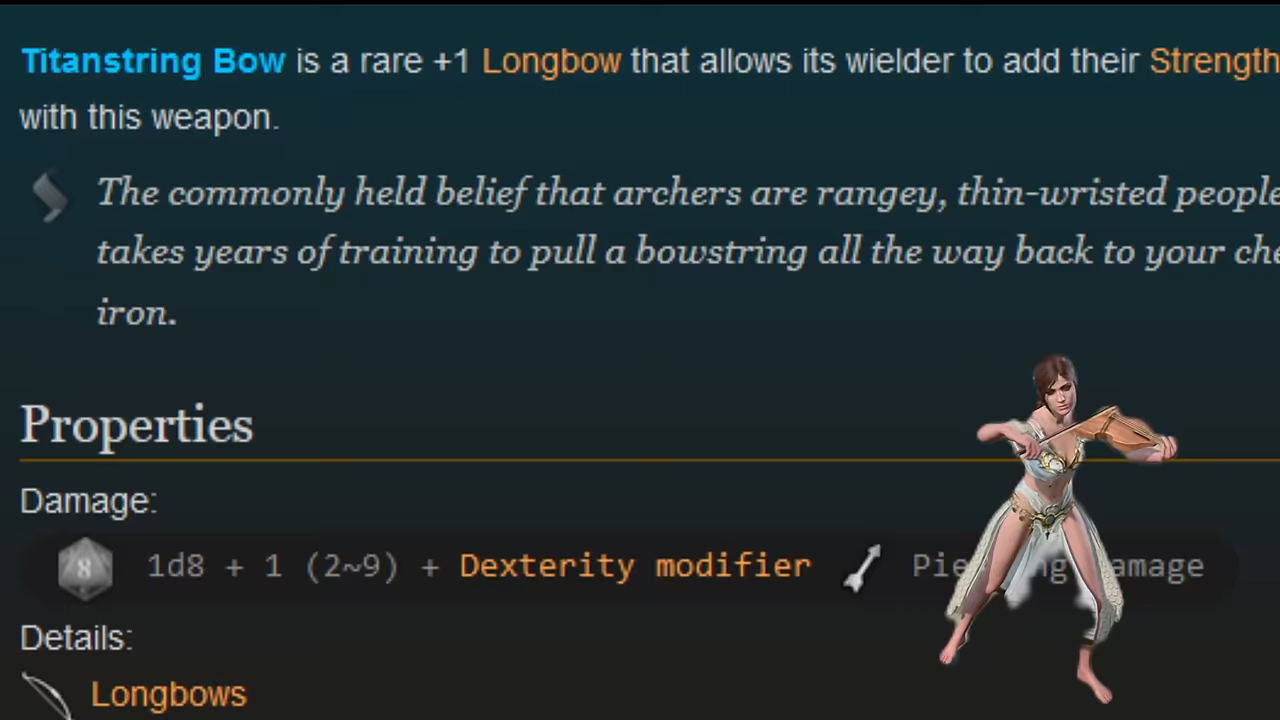 Titanstring Bow is a rare +1 Longbow that allows its wielder to add their Strength
with this weapon.
The commonly held belief that archers are rangey, thin-wristed people
takes years of training to pull a bowstring all the way back to your
iron.
Properties
Damage:
8 1d8 + 1 (2~9) + Dexterity modifier
Details:
Longbows